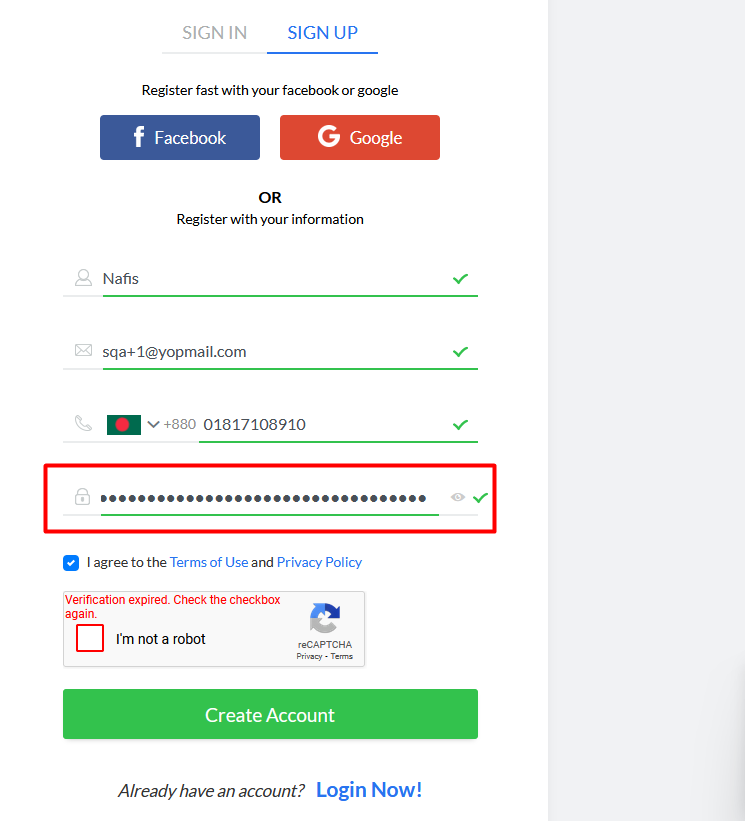 SIGN IN SIGN UP
Register fast with your facebook or google
f Facebook G Google
OR
Register with your information
Nafis
sqa+1@yopmail.com
+880 01817108910
••••••••••••••••••••••••••••••••••
I agree to the Terms of Use and Privacy Policy
Verification expired. Check the checkbox
again.
I'm not a robot
reCAPTCHA
Privacy - Terms
Create Account
Already have an account? Login Now!